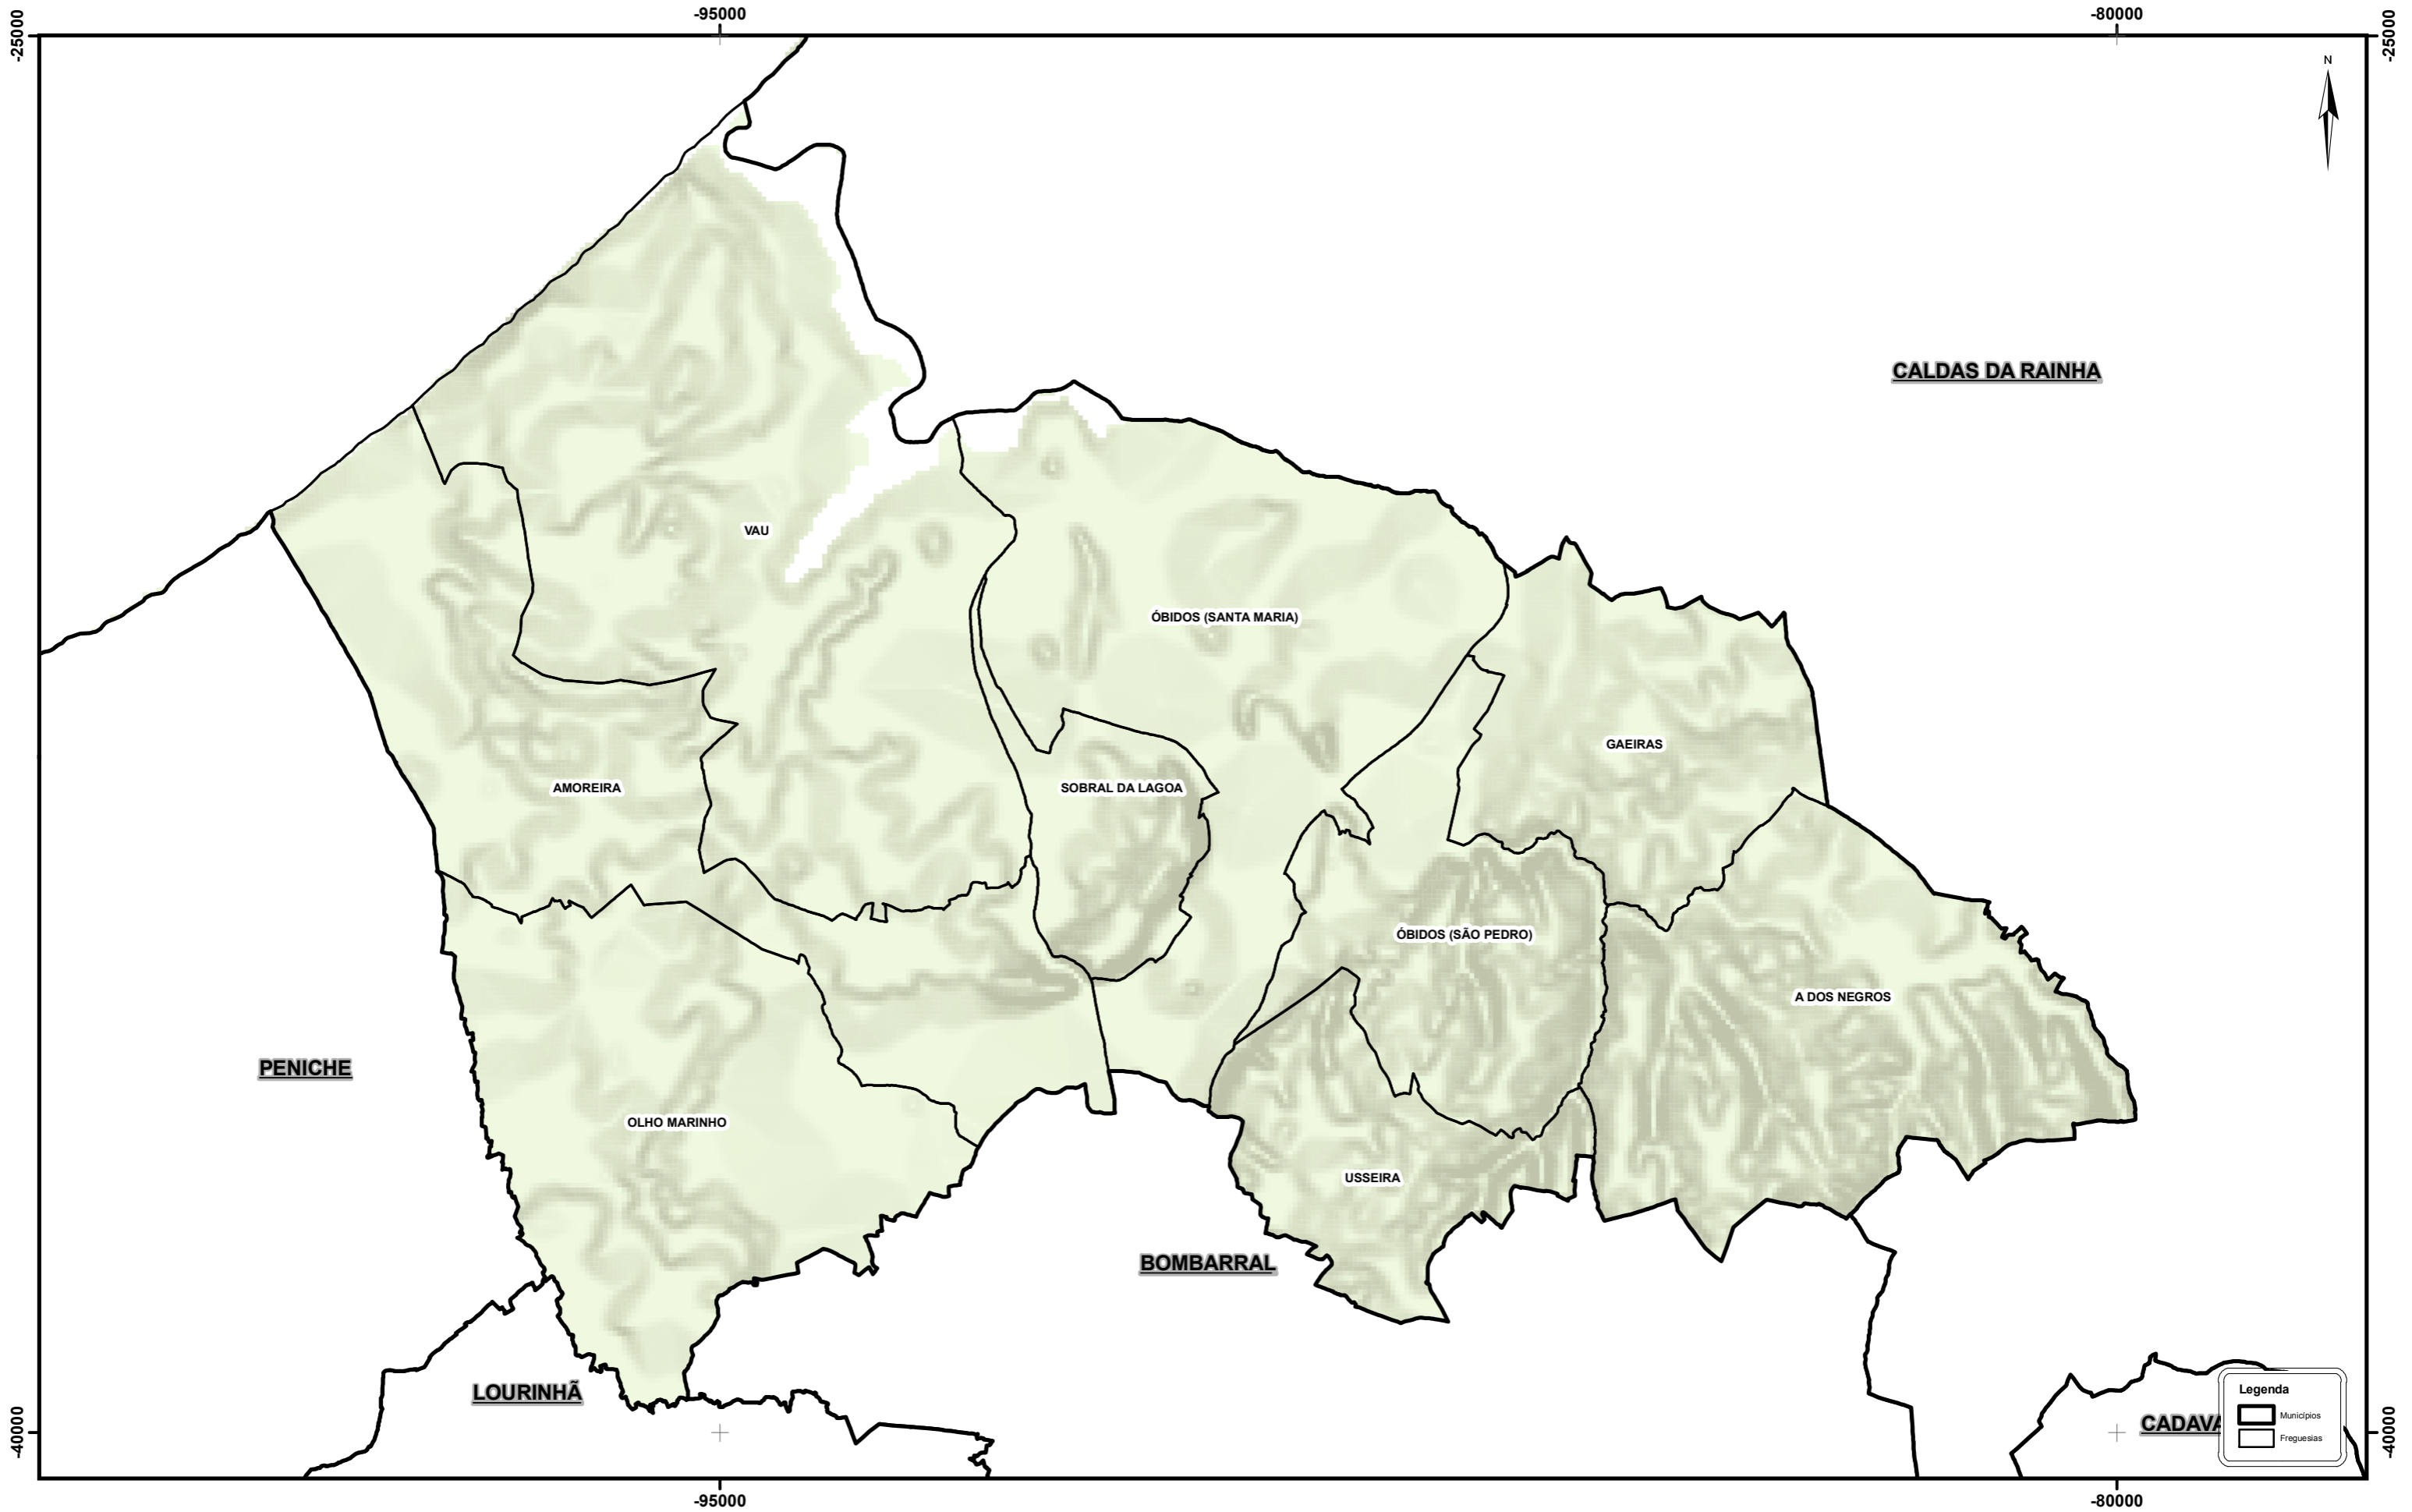 -95000
-80000
-25000
-25000
N
CALDAS DA RAINHA
VAU
ÓBIDOS (SANTA MARIA)
GAEIRAS
AMOREIRA
SOBRAL DA LAGOA
ÓBIDOS (SÃO PEDRO)
A DOS NEGROS
PENICHE
OLHO MARINHO
USSEIRA
BOMBARRAL
LOURINHÃ
Legenda
Municípios
Freguesias
CADAVA
-40000
-40000
-95000
-80000